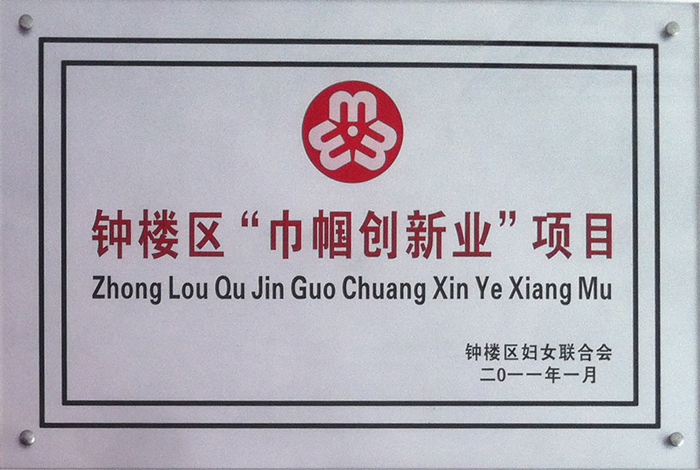 钟楼区“巾帼创新业”项目
Zhong Lou Qu Jin Guo Chuang Xin Ye Xiang Mu
钟楼区妇女联合会
二0一一年一月